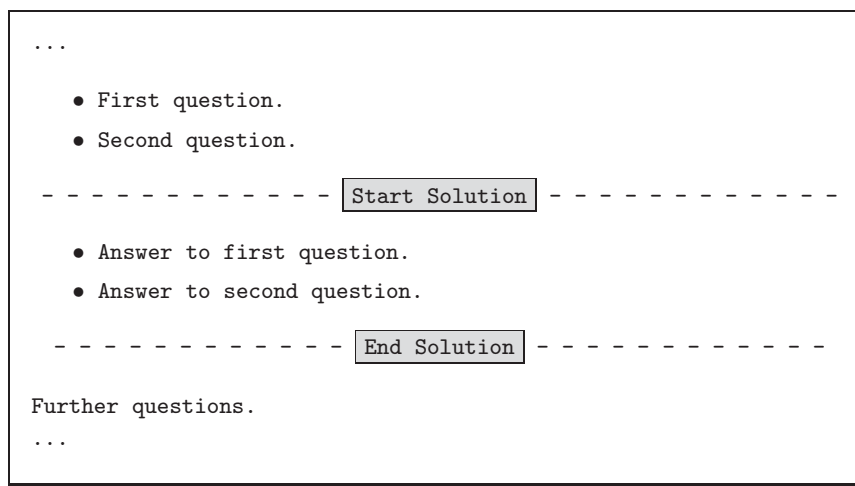 ...
• First question.
• Second question.
- - - - - - - - - - - - Start Solution - - - - - - - - - - - -
• Answer to first question.
• Answer to second question.
- - - - - - - - - - - - End Solution - - - - - - - - - - - -
Further questions.
...